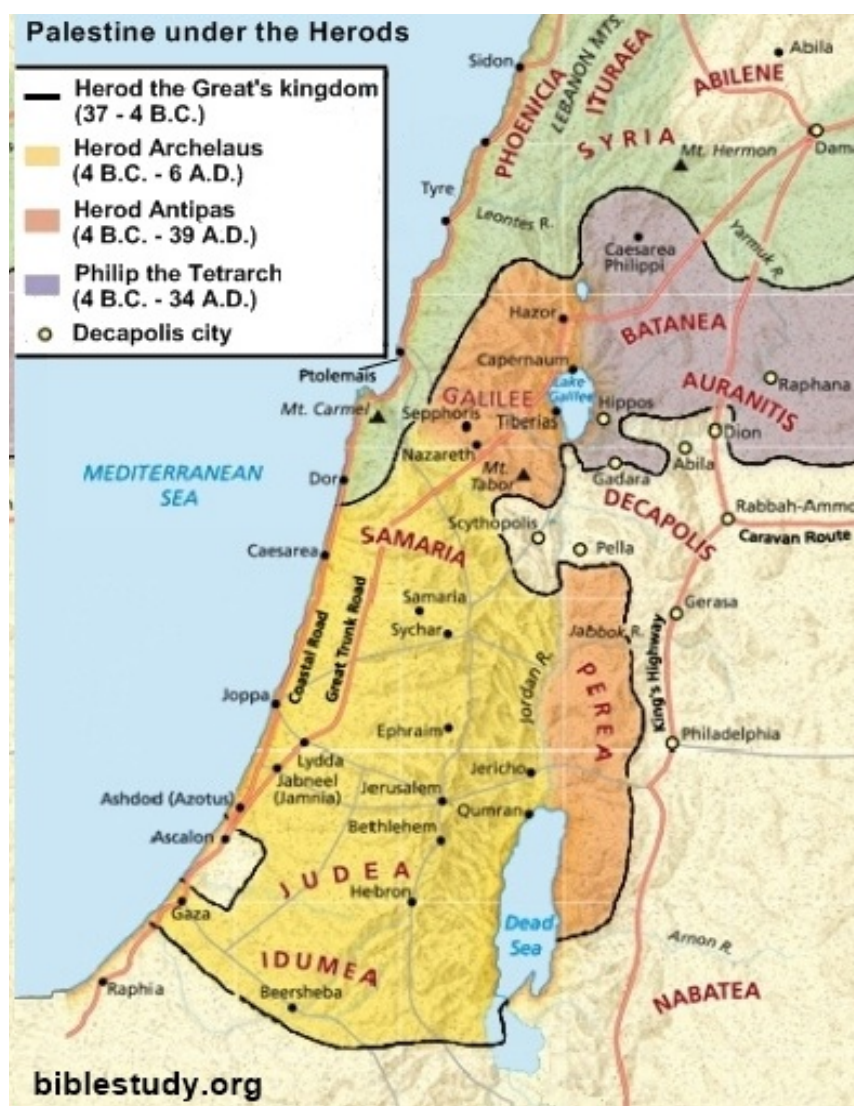 Palestine under the Herods
Herod the Great's kingdom
(37 - 4 B.C.)
Herod Archelaus
(4 B.C. - 6 A.D.)
Herod Antipas
(4 B.C. - 39 A.D.)
Philip the Tetrarch
(4 B.C. - 34 A.D.)
Decapolis city
Sidon
PHOENICIA
LEBANON MTS.
ITURAEA
Abila
ABILENE
SYRIA
Mt. Hermon
Dama
Tyre
Leontes R.
Caesarea
Philippi
Yarmuk R.
Hazor
BATANEA
Capernaum
Ptolemais
Lake
Galilee
AURANITIS
Raphana
GALILEE
Mt. Carmel
Sepphoris
Tiberias
Hippos
Dion
Nazareth
Abila
MEDITERRANEAN
SEA
Mt.
Tabor
Gadara
Dor
DECAPOLIS
Rabbah-Ammo
Scythopolis
Caravan Route
SAMARIA
Caesarea
Pella
Samaria
Gerasa
Sychar
Jabbok R.
Coastal Road
Great Trunk Road
Jordan R.
PEREA
King's Highway
Joppa
Ephraim
Philadelphia
Lydda
Jabneel
(Jamnia)
Jericho
Jerusalem
Ashdod (Azotus)
Qumran
Bethlehem
Ascalon
JUDEA
Hebron
Gaza
Dead
Sea
Arnon R.
IDUMEA
Raphia
Beersheba
NABATEA
biblestudy.org